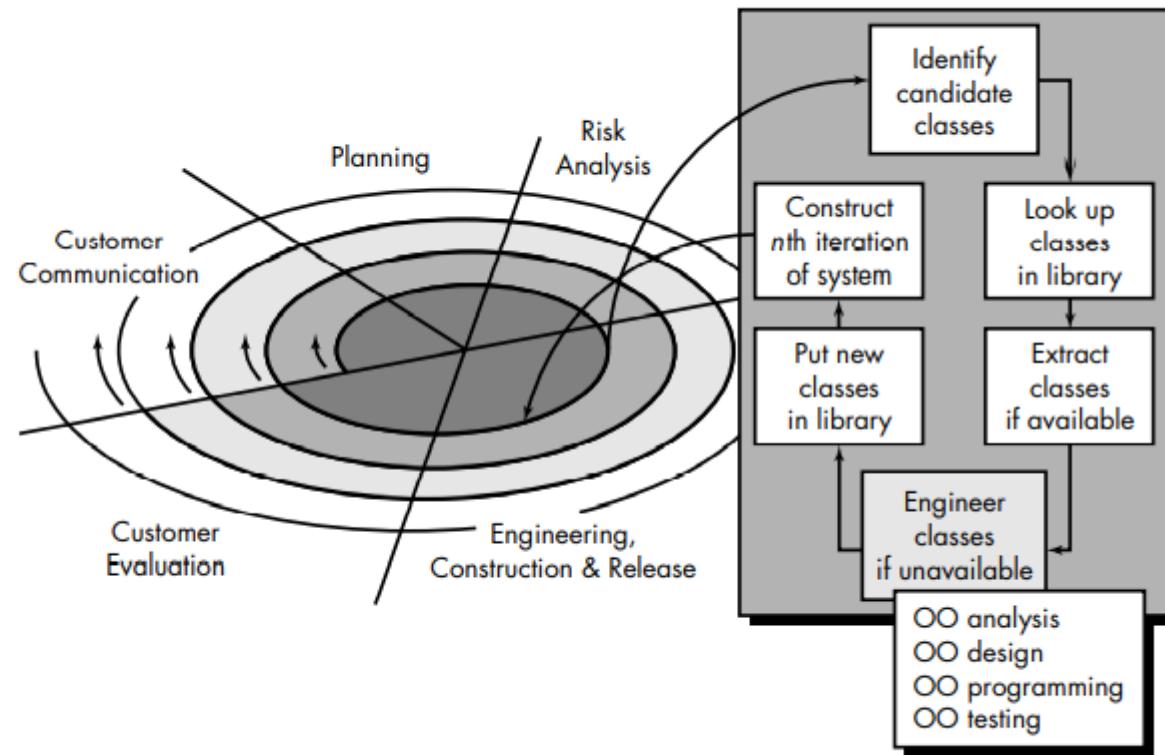 Planning
Risk
Analysis
Customer
Communication
Customer
Evaluation
Engineering,
Construction & Release
Identify
candidate
classes
Look up
classes
in library
Extract
classes
if available
Engineer
classes
if unavailable
Put new
classes
in library
Construct
nth iteration
of system
OO analysis
OO design
OO programming
OO testing